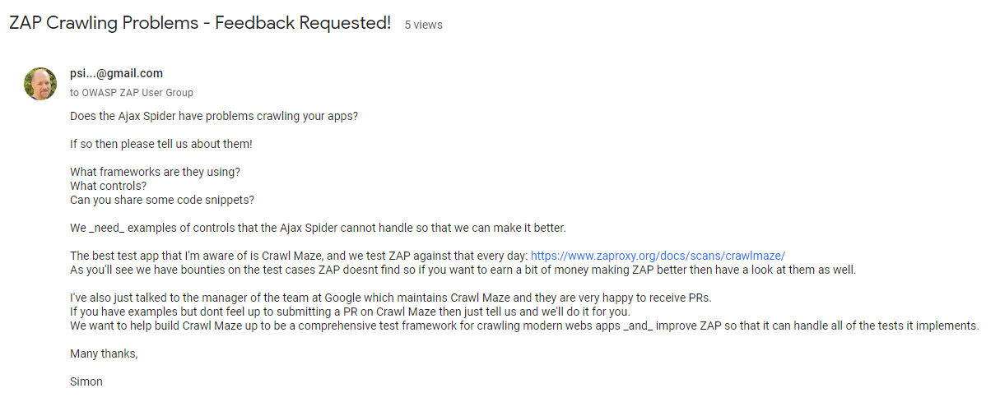 ZAP Crawling Problems - Feedback Requested! 5 views
psi...@gmail.com
to OWASP ZAP User Group
Does the Ajax Spider have problems crawling your apps?
If so then please tell us about them!
What frameworks are they using?
What controls?
Can you share some code snippets?
We _need_ examples of controls that the Ajax Spider cannot handle so that we can make it better.
The best test app that I'm aware of is Crawl Maze, and we test ZAP against that every day: https://www.zaproxy.org/docs/scans/crawlmaze/
As you'll see we have bounties on the test cases ZAP doesnt find so if you want to earn a bit of money making ZAP better then have a look at them as well.
I've also just talked to the manager of the team at Google which maintains Crawl Maze and they are very happy to receive PRs.
If you have examples but dont feel up to submitting a PR on Crawl Maze then just tell us and we'll do it for you.
We want to help build Crawl Maze up to be a comprehensive test framework for crawling modern webs apps _and_ improve ZAP so that it can handle all of the tests it implements.
Many thanks,
Simon